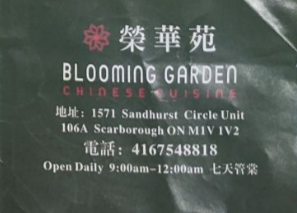 榮華苑
BLOOMING GARDEN
CHINESE CUISINE
地址: 1571 Sandhurst Circle Unit
106A Scarborough ON M1V 1V2
電話: 4167548818
Open Daily 9:00am-12:00am 七天營業